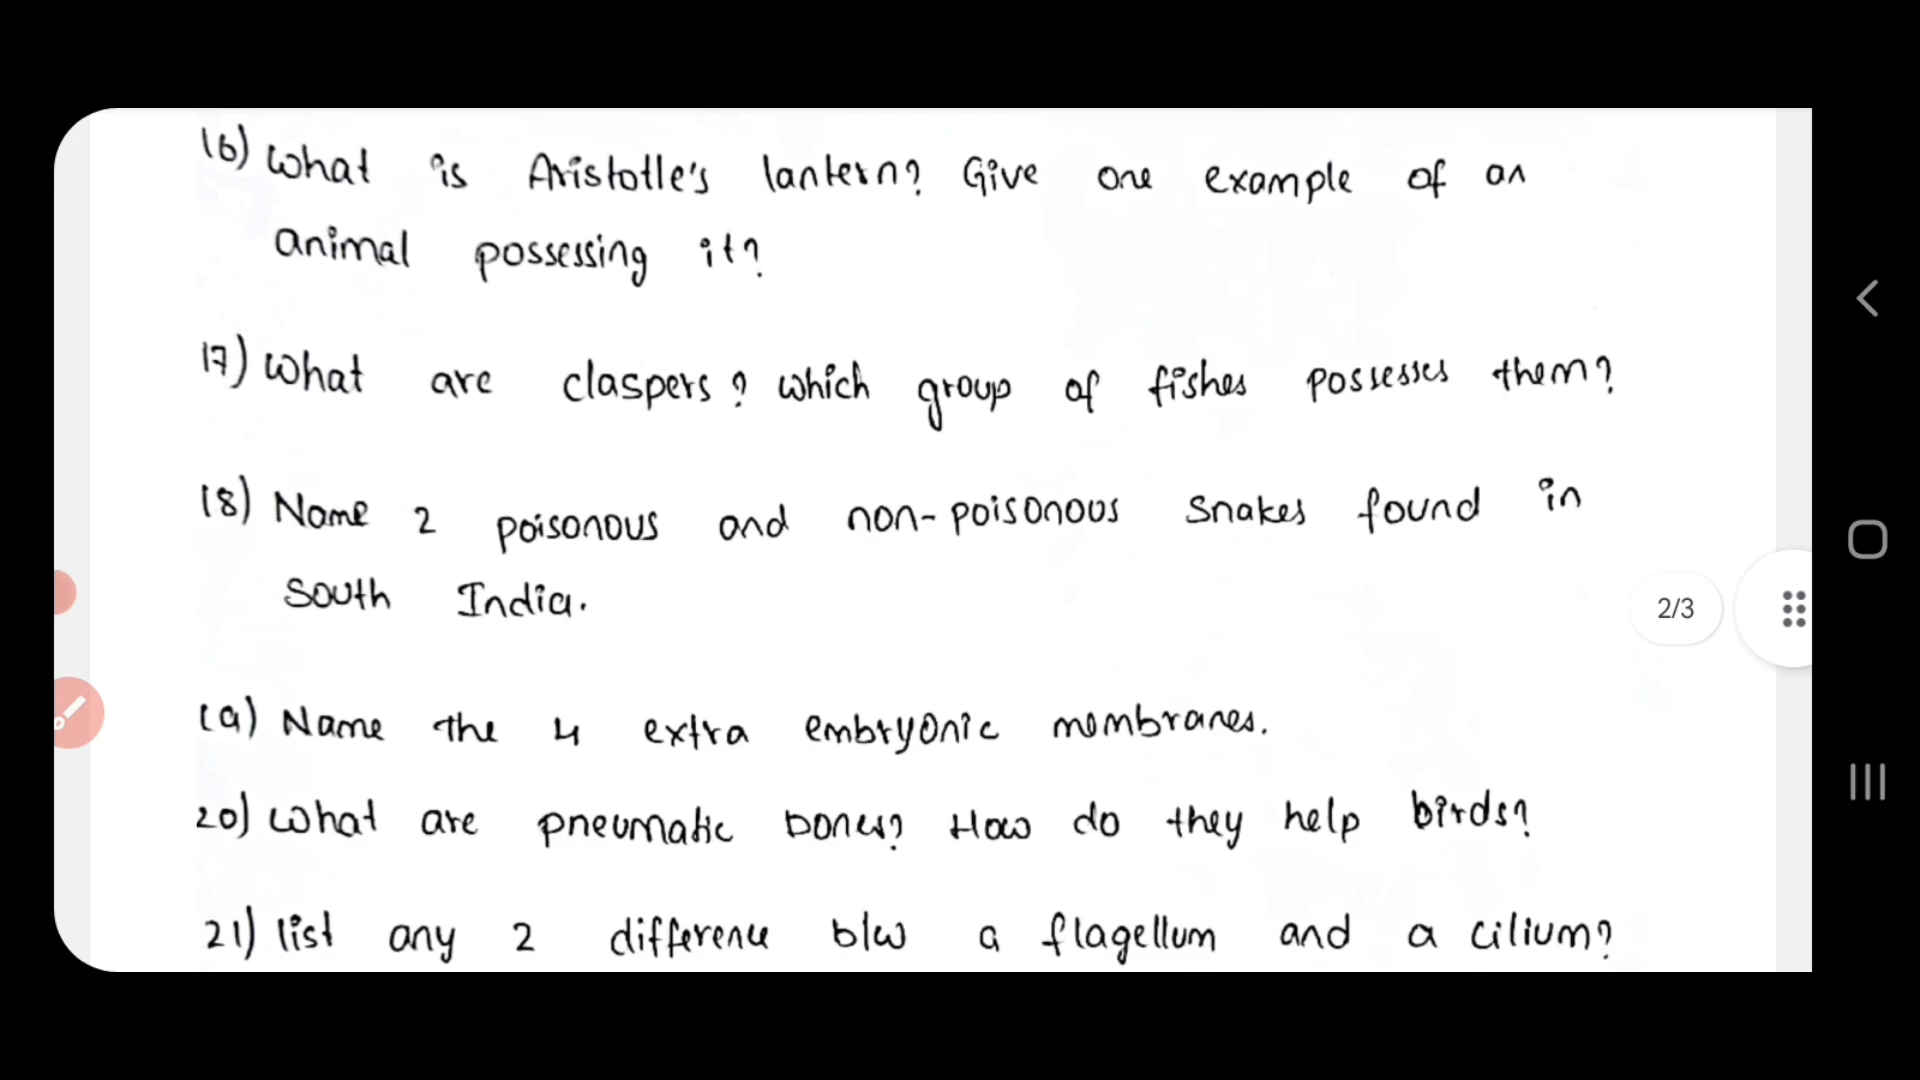 16) What is Aristotle's lantern? Give one example of an
animal possessing it?
17) What are claspers? which group of fishes possesses them?
18) Name 2 poisonous and non-poisonous snakes found in
South India.
19) Name the 4 extra embryonic membranes.
2/3
20) What are pneumatic bones? How do they help birds?
21) list any 2 difference b/w a flagellum and a cilium?